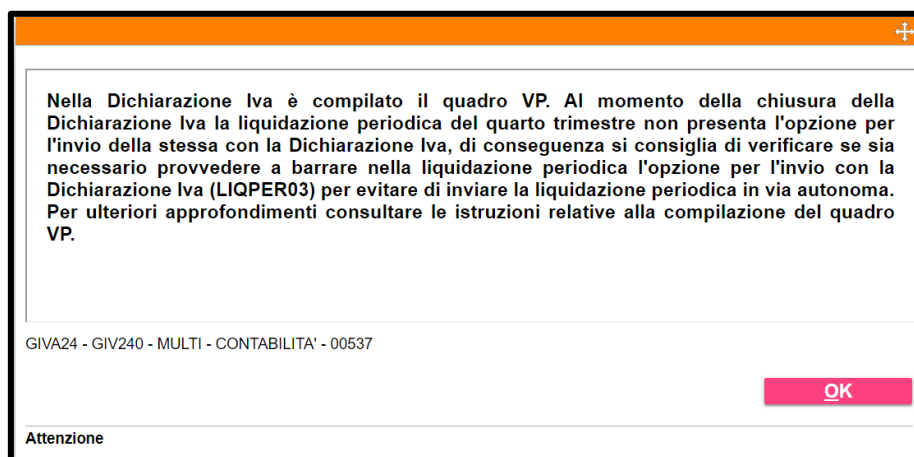 Nella Dichiarazione Iva è compilato il quadro VP. Al momento della chiusura della
Dichiarazione Iva la liquidazione periodica del quarto trimestre non presenta l'opzione per
l'invio della stessa con la Dichiarazione Iva, di conseguenza si consiglia di verificare se sia
necessario provvedere a barrare nella liquidazione periodica l'opzione per l'invio con la
Dichiarazione Iva (LIQPER03) per evitare di inviare la liquidazione periodica in via autonoma.
Per ulteriori approfondimenti consultare le istruzioni relative alla compilazione del quadro
VP.
GIVA24 - GIV240 - MULTI - CONTABILITA' - 00537
OK
Attenzione